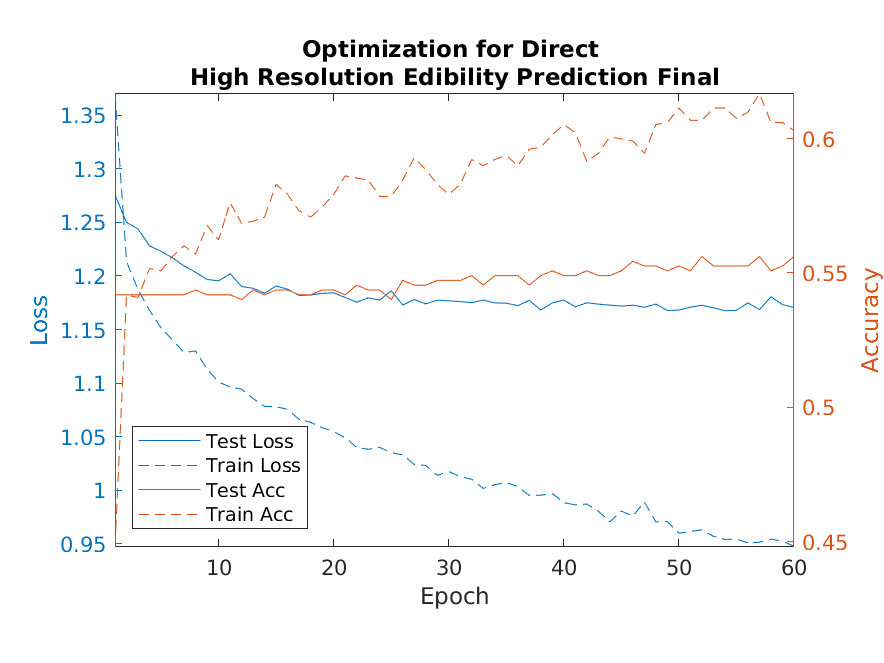 Optimization for Direct
High Resolution Edibility Prediction Final
1.35
1.3
1.25
1.2
1.15
1.1
1.05
1
0.95
Loss
0.6
0.55
0.5
0.45
Accuracy
Test Loss
Train Loss
Test Acc
Train Acc
10 20 30 40 50 60
Epoch